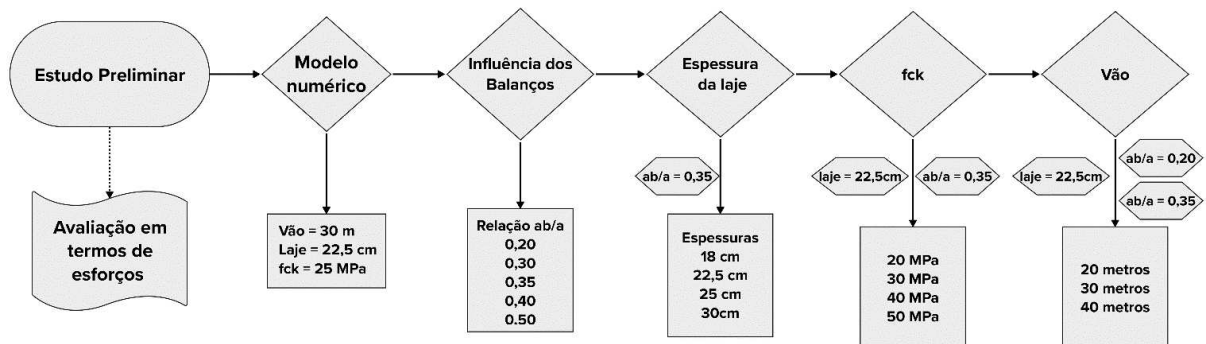 Estudo Preliminar
Avaliação em
termos de
esforços
Modelo
numérico
Vão = 30 m
Laje = 22,5 cm
fck = 25 MPa
Influência dos
Balanços
Relação ab/a
0,20
0,30
0,35
0,40
0.50
Espessura
da laje
ab/a = 0,35
Espessuras
18 cm
22,5 cm
25 cm
30cm
fck
laje = 22,5cm
ab/a = 0,35
20 MPa
30 MPa
40 MPa
50 MPa
Vão
laje = 22,5cm
ab/a = 0,20
ab/a = 0,35
20 metros
30 metros
40 metros